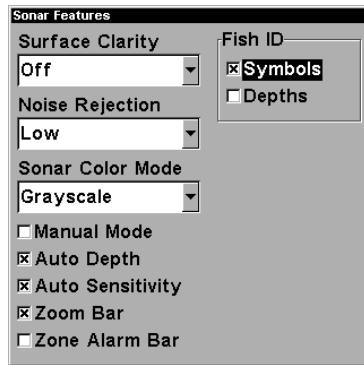 Sonar Features
Surface Clarity
Off
Noise Rejection
Low
Sonar Color Mode
Grayscale
Manual Mode
Auto Depth
Auto Sensitivity
Zoom Bar
Zone Alarm Bar
Fish ID
Symbols
Depths